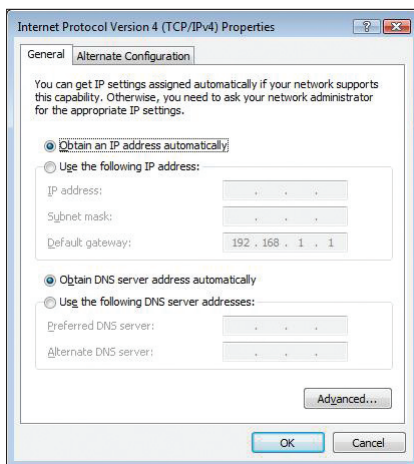 Internet Protocol Version 4 (TCP/IPv4) Properties
General
Alternate Configuration
You can get IP settings assigned automatically if your network supports
this capability. Otherwise, you need to ask your network administrator
for the appropriate IP settings.
Obtain an IP address automatically
Use the following IP address:
IP address:
. . .
Subnet mask:
. . .
Default gateway:
192 . 168 . 1 . 1
Obtain DNS server address automatically
Use the following DNS server addresses:
Preferred DNS server:
. . .
Alternate DNS server:
. . .
Advanced...
OK
Cancel